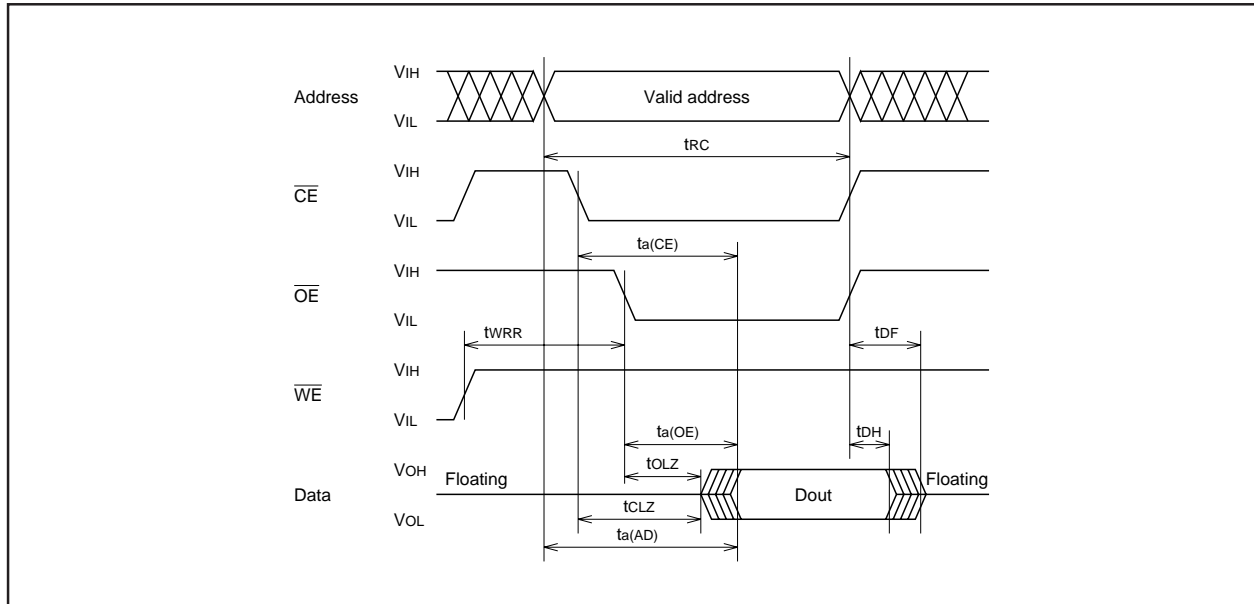 VIH
Address
Valid address
VIL
tRC
VIH
CE
VIL
ta(CE)
VIH
OE
VIL
tWRR
tDF
VIH
WE
VIL
ta(OE)
tDH
VOH
Floating
tOLZ
Floating
Data
Dout
tCLZ
VOL
ta(AD)